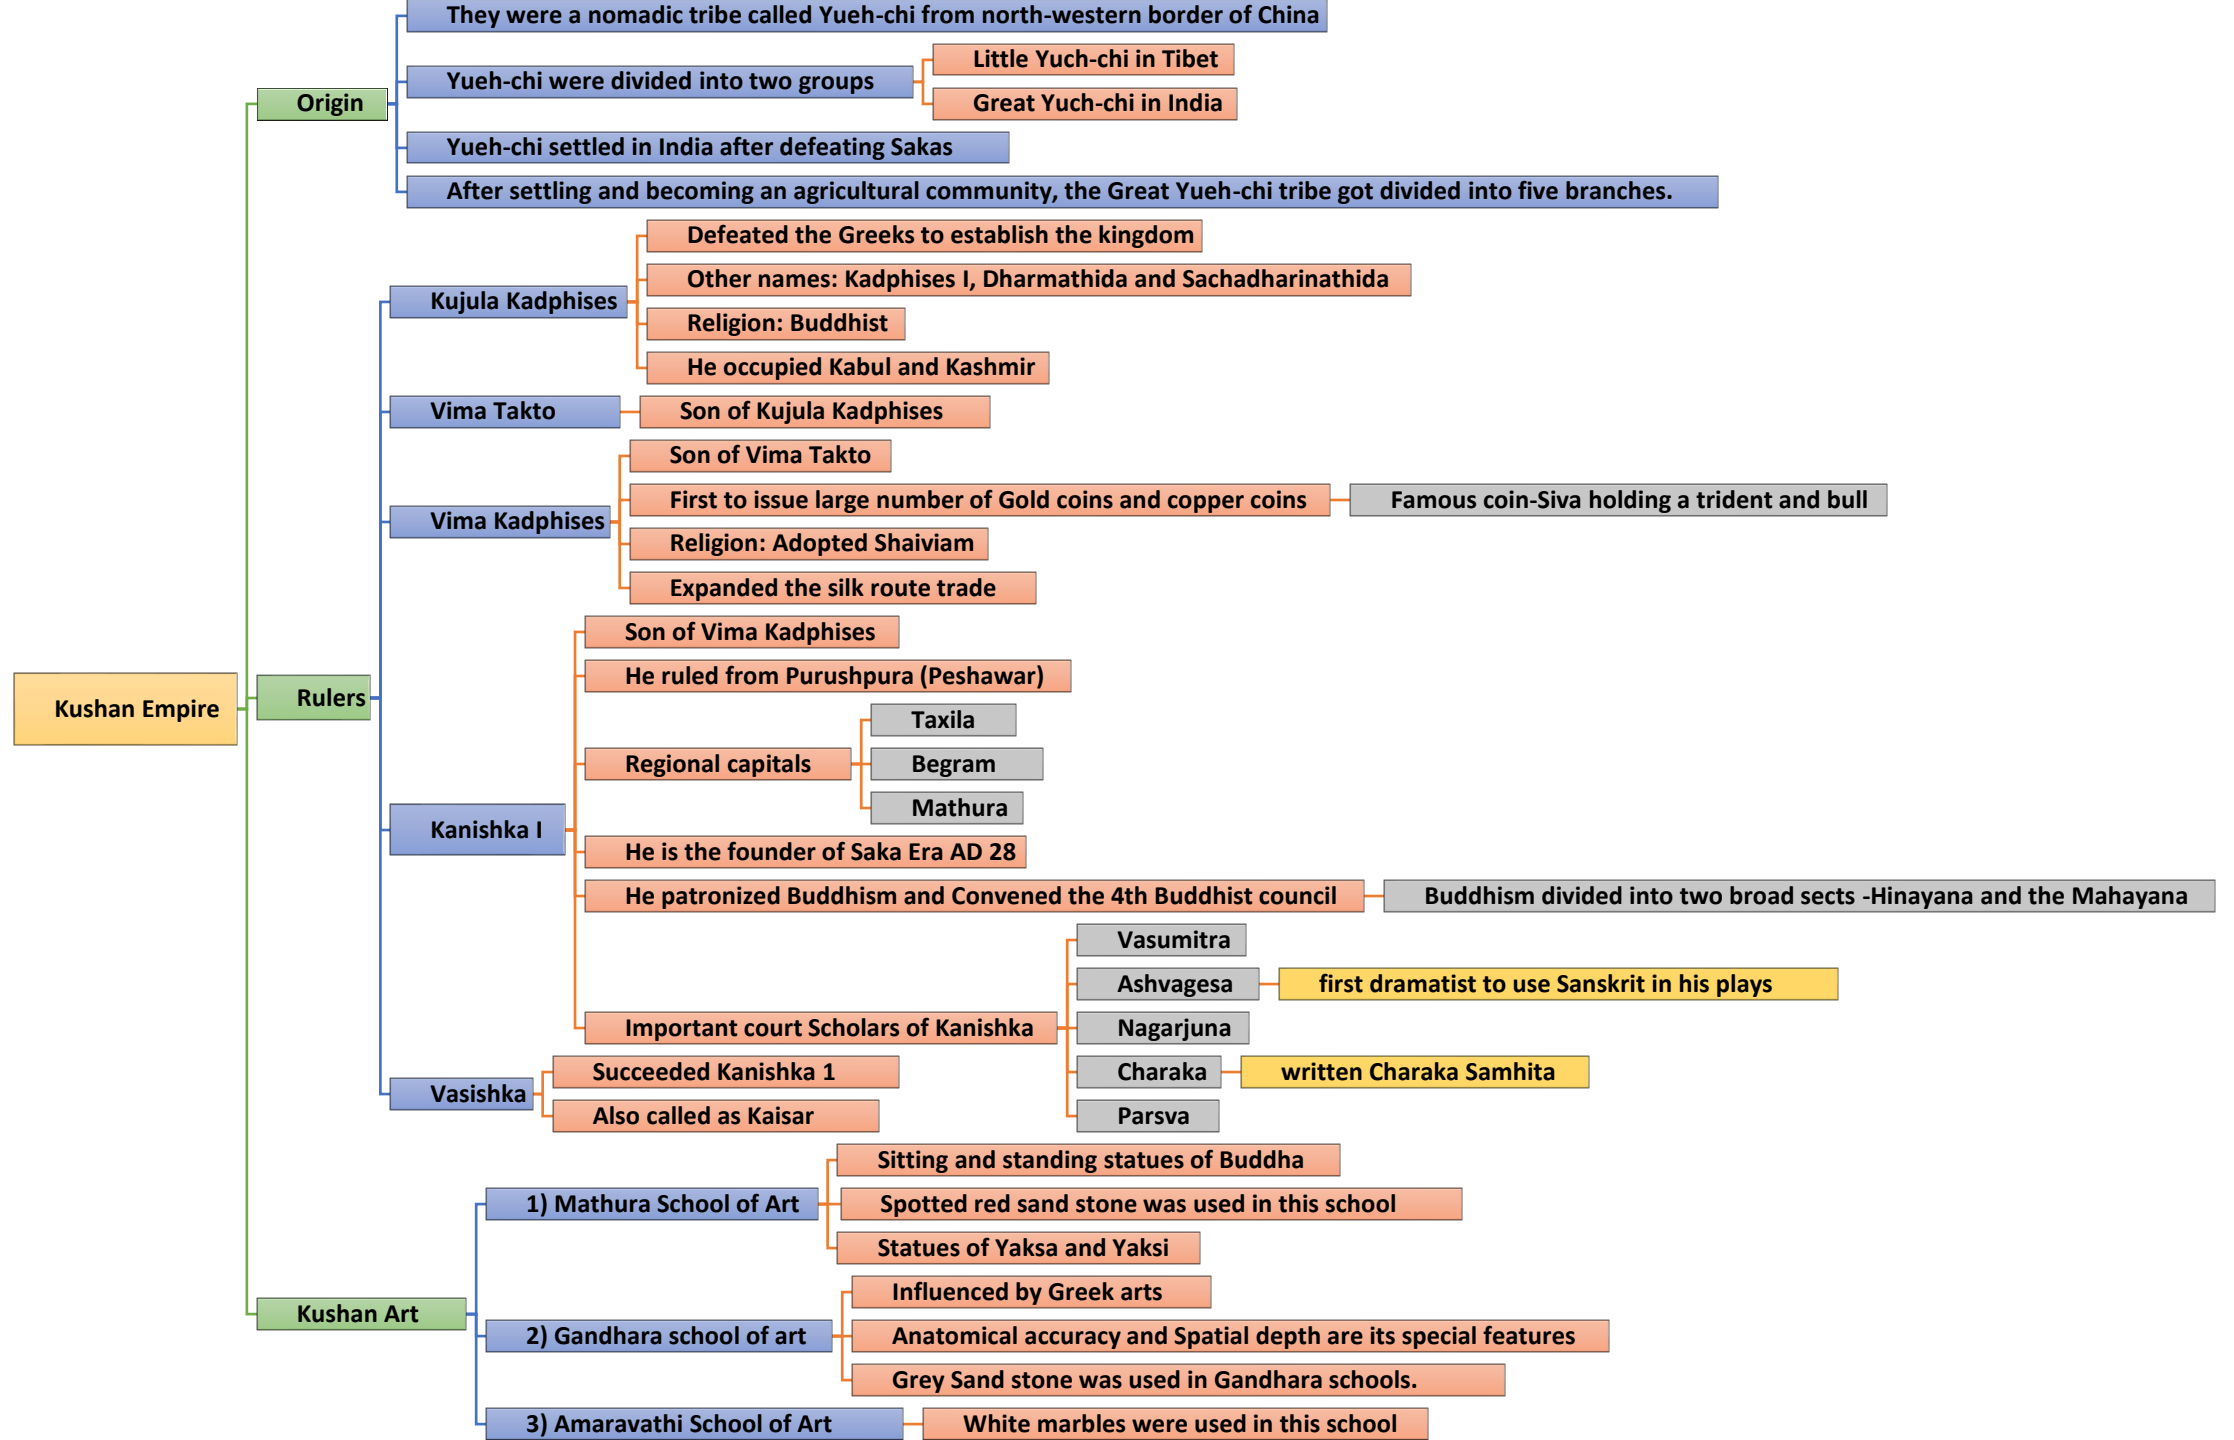 Kushan Empire
Origin
They were a nomadic tribe called Yueh-chi from north-western border of China
Yueh-chi were divided into two groups
Little Yuch-chi in Tibet
Great Yuch-chi in India
Yueh-chi settled in India after defeating Sakas
After settling and becoming an agricultural community, the Great Yueh-chi tribe got divided into five branches.
Rulers
Kujula Kadphises
Defeated the Greeks to establish the kingdom
Other names: Kadphises I, Dharmathida and Sachadharinathida
Religion: Buddhist
He occupied Kabul and Kashmir
Vima Takto
Son of Kujula Kadphises
Vima Kadphises
Son of Vima Takto
First to issue large number of Gold coins and copper coins
Famous coin-Siva holding a trident and bull
Religion: Adopted Shaiviam
Expanded the silk route trade
Kanishka I
Son of Vima Kadphises
He ruled from Purushpura (Peshawar)
Regional capitals
Taxila
Begram
Mathura
He is the founder of Saka Era AD 28
He patronized Buddhism and Convened the 4th Buddhist council
Buddhism divided into two broad sects -Hinayana and the Mahayana
Important court Scholars of Kanishka
Vasumitra
Ashvagesa
first dramatist to use Sanskrit in his plays
Nagarjuna
Charaka
written Charaka Samhita
Parsva
Vasishka
Succeeded Kanishka 1
Also called as Kaisar
Kushan Art
1) Mathura School of Art
Sitting and standing statues of Buddha
Spotted red sand stone was used in this school
Statues of Yaksa and Yaksi
2) Gandhara school of art
Influenced by Greek arts
Anatomical accuracy and Spatial depth are its special features
Grey Sand stone was used in Gandhara schools.
3) Amaravathi School of Art
White marbles were used in this school